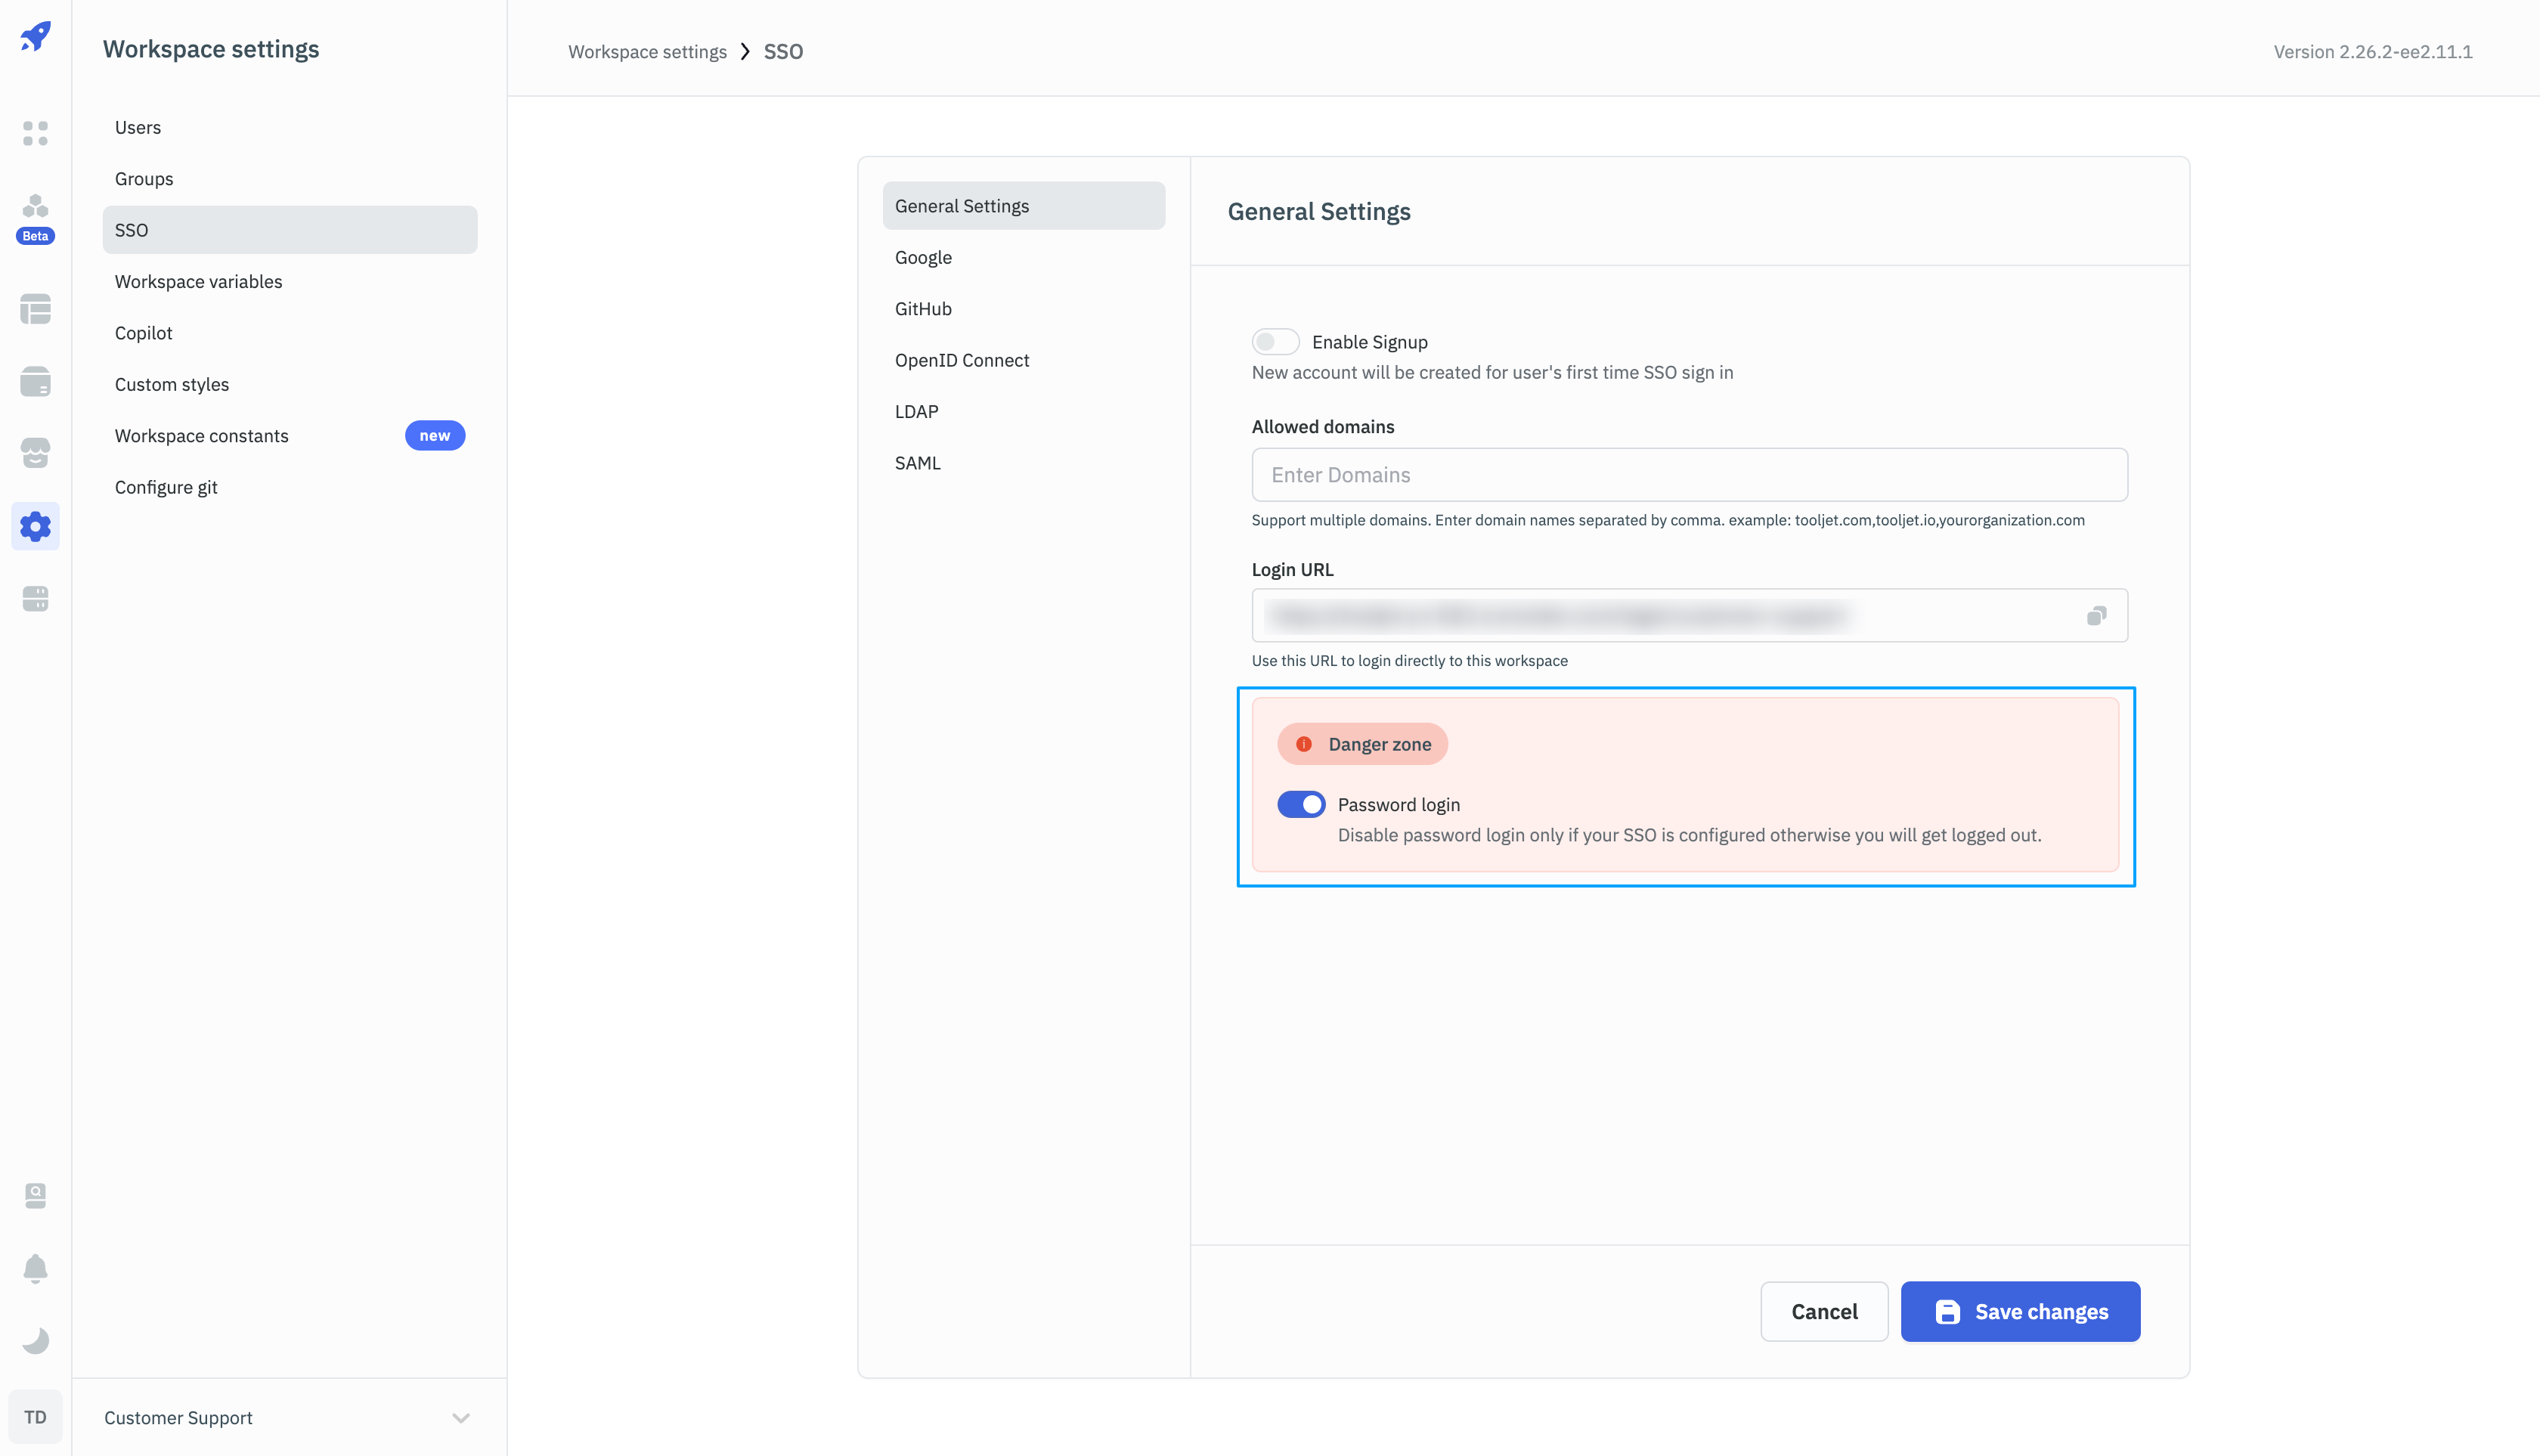 Workspace settings
Workspace settings > SSO
Version 2.26.2-ee2.11.1
Beta
Users
Groups
SSO
Workspace variables
Copilot
Custom styles
Workspace constants new
Configure git
General Settings
Google
GitHub
OpenID Connect
LDAP
SAML
General Settings
Enable Signup
New account will be created for user's first time SSO sign in
Allowed domains
Enter Domains
Support multiple domains. Enter domain names separated by comma. example: tooljet.com,tooljet.io,yourorganization.com
Login URL
Use this URL to login directly to this workspace
Danger zone
Password login
Disable password login only if your SSO is configured otherwise you will get logged out.
Cancel
Save changes
TD
Customer Support